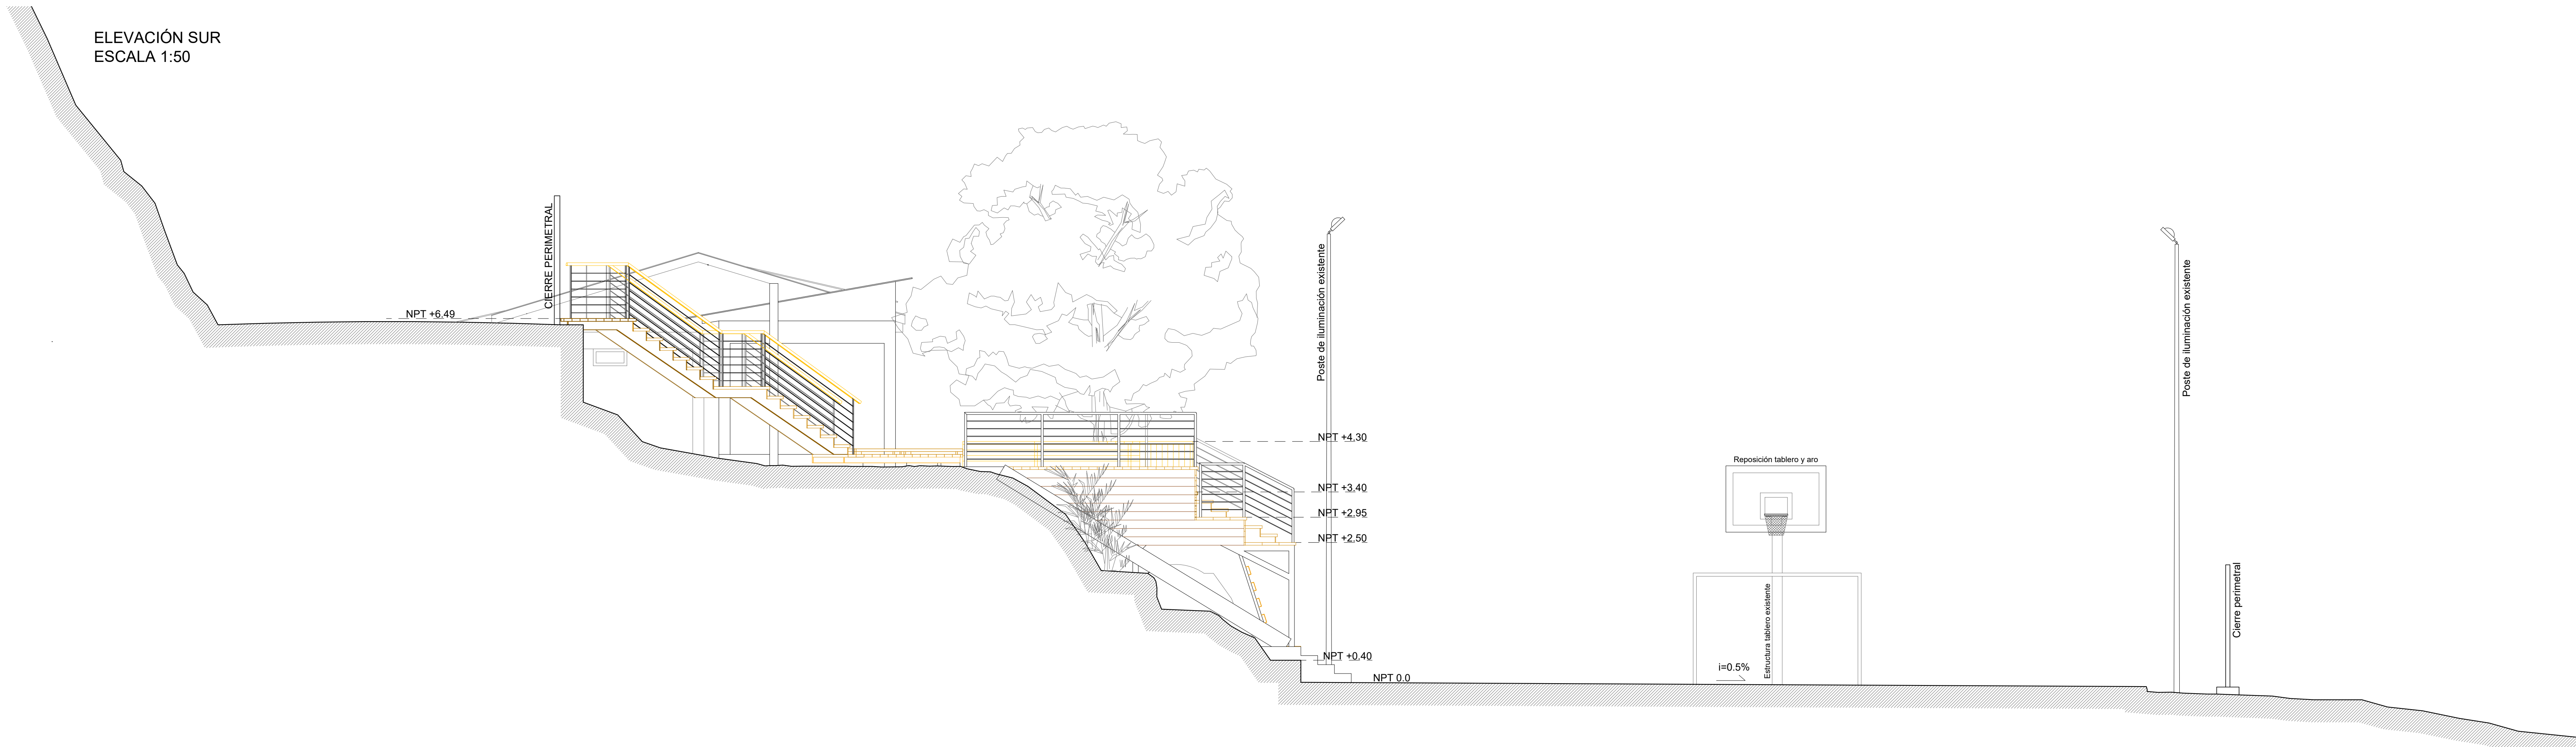 ELEVACIÓN SUR
ESCALA 1:50
CIERRE PERIMETRAL
NPT +6.49
Poste de iluminación existente
Poste de iluminación existente
NPT +4.30
Reposición tablero y aro
NPT +3.40
NPT +2.95
NPT +2.50
Estructura tablero existente
Cierre perimetral
NPT +0.40
i=0.5%
NPT 0.0